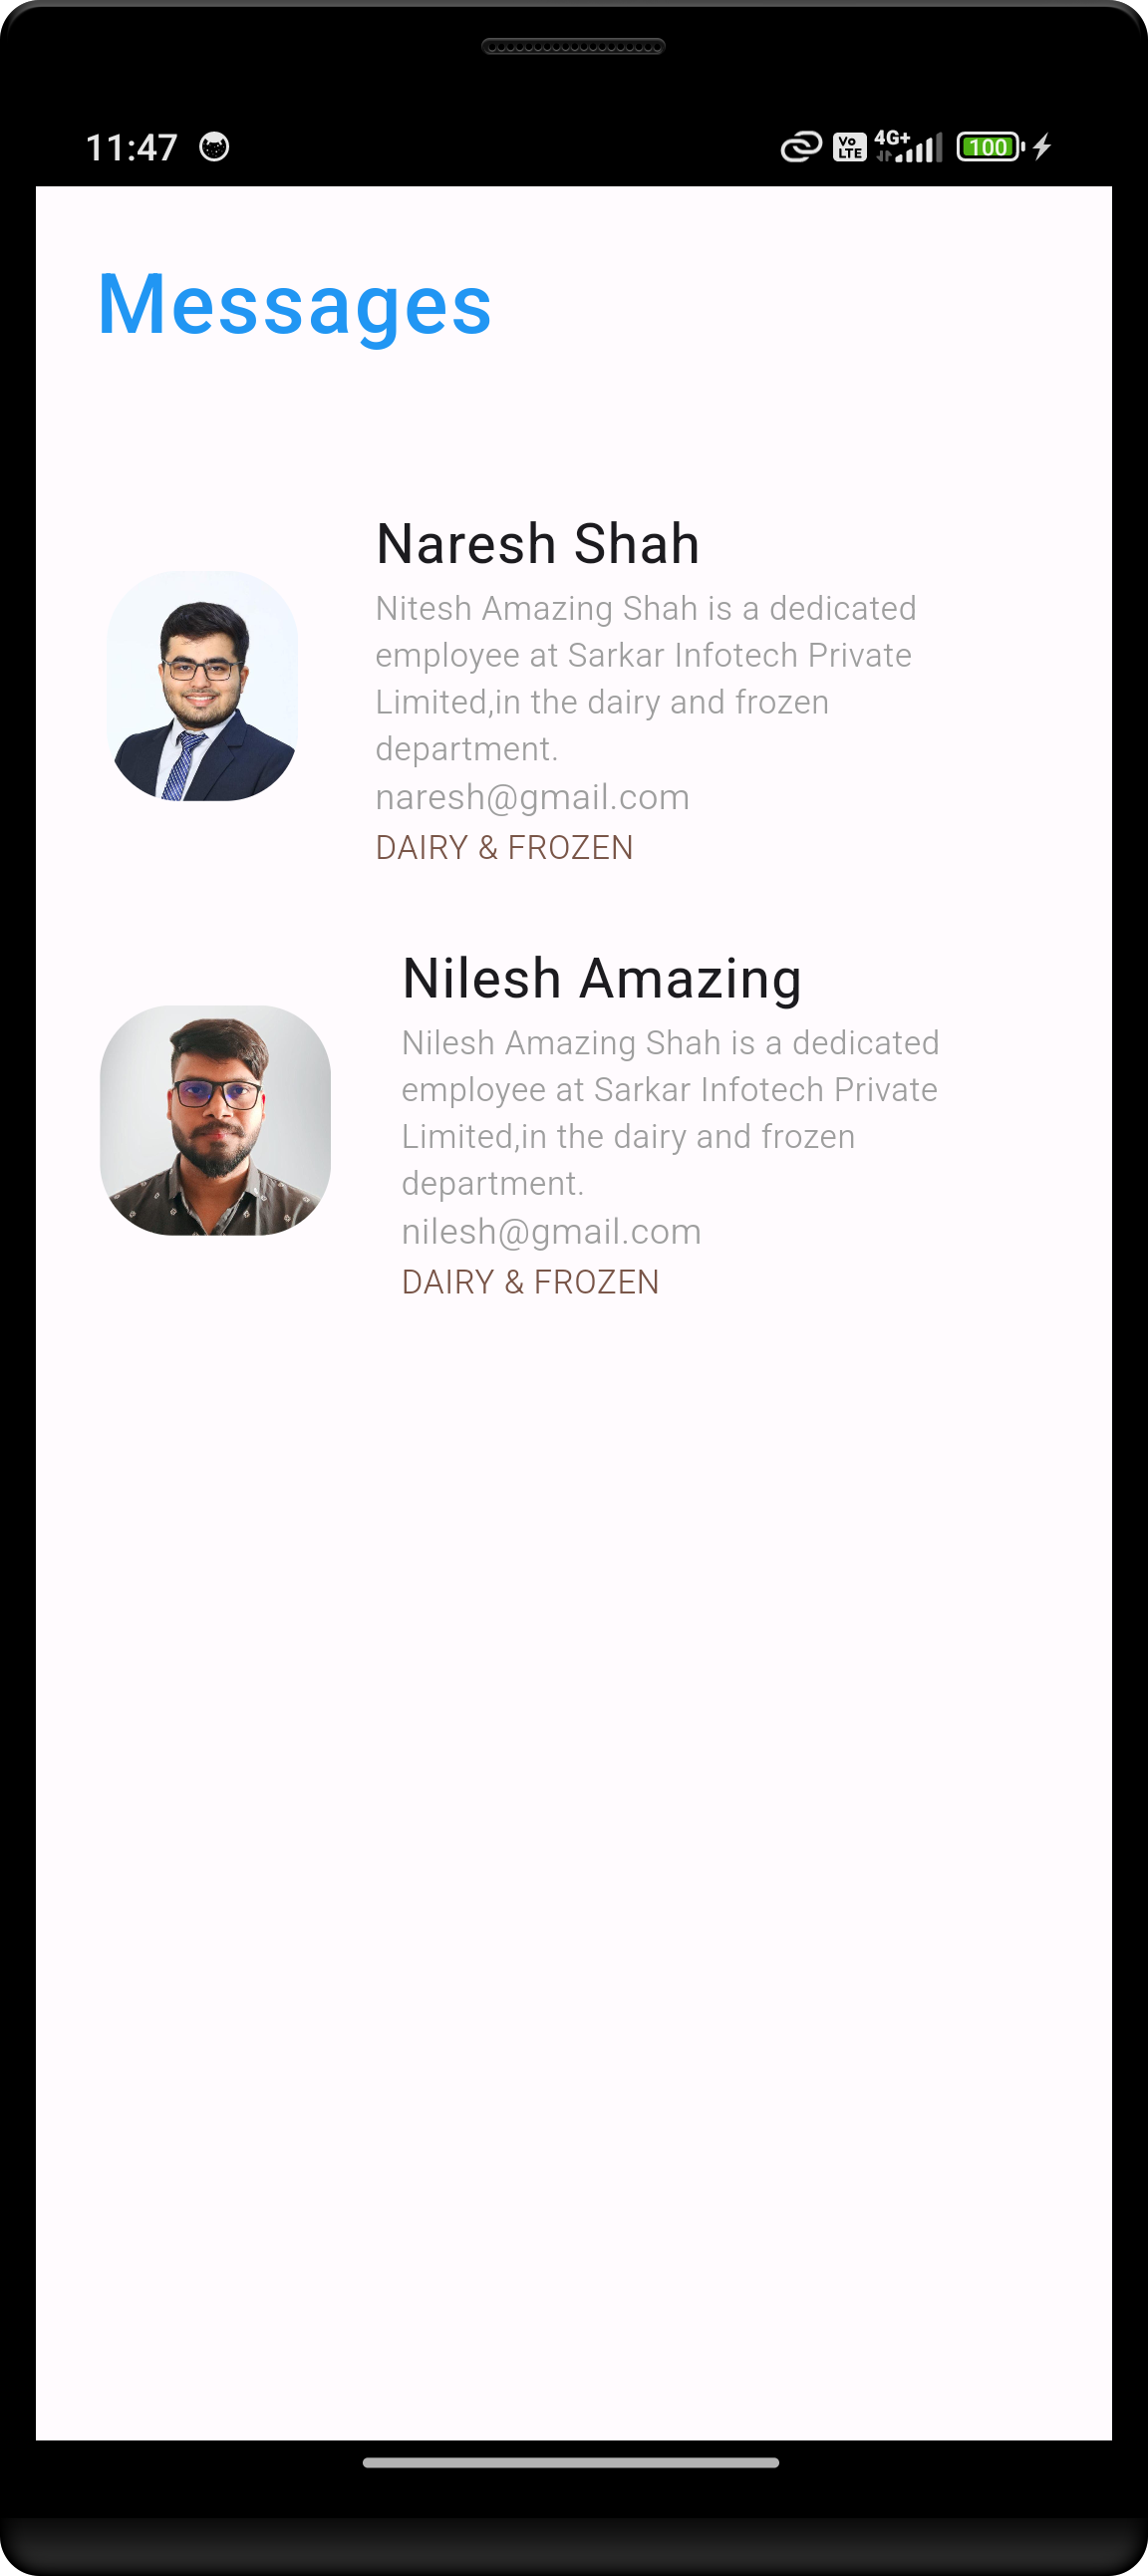 11:47 Vo LTE 4G+ 100
Messages
Naresh Shah
Nitesh Amazing Shah is a dedicated
employee at Sarkar Infotech Private
Limited,in the dairy and frozen
department.
naresh@gmail.com
DAIRY & FROZEN
Nilesh Amazing
Nilesh Amazing Shah is a dedicated
employee at Sarkar Infotech Private
Limited,in the dairy and frozen
department.
nilesh@gmail.com
DAIRY & FROZEN